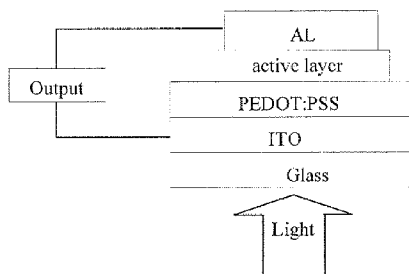 AL
active layer
Output
PEDOT:PSS
ITO
Glass
Light